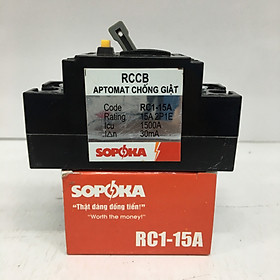 RCCB
APTOMAT CHỐNG GIẬT
Code RC1-15A
Rating 15A 2P1E
Icu 1500A
I△n 30mA
SOPOKA
SOPOKA
"Thật đáng đồng tiền!"
"Worth the money!"
RC1-15A